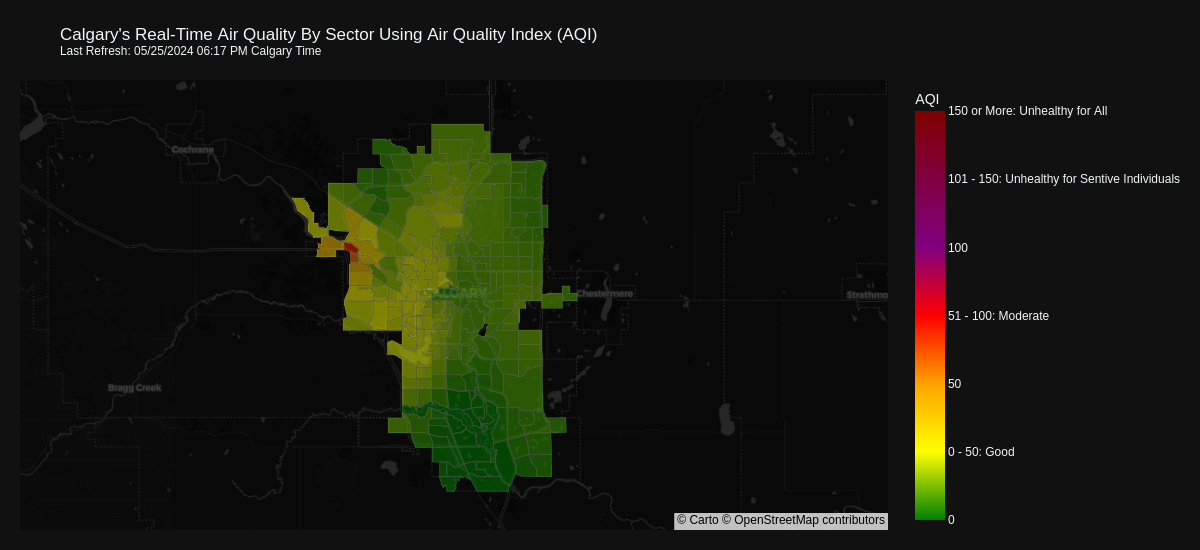 Calgary's Real-Time Air Quality By Sector Using Air Quality Index (AQI)
Last Refresh: 05/25/2024 06:17 PM Calgary Time
AQI
150 or More: Unhealthy for All
101 - 150: Unhealthy for Sentive Individuals
100
51 - 100: Moderate
50
0 - 50: Good
0
Cochrane
CALGARY
Chestermere
Strathmo
Bragg Creek
© Carto © OpenStreetMap contributors